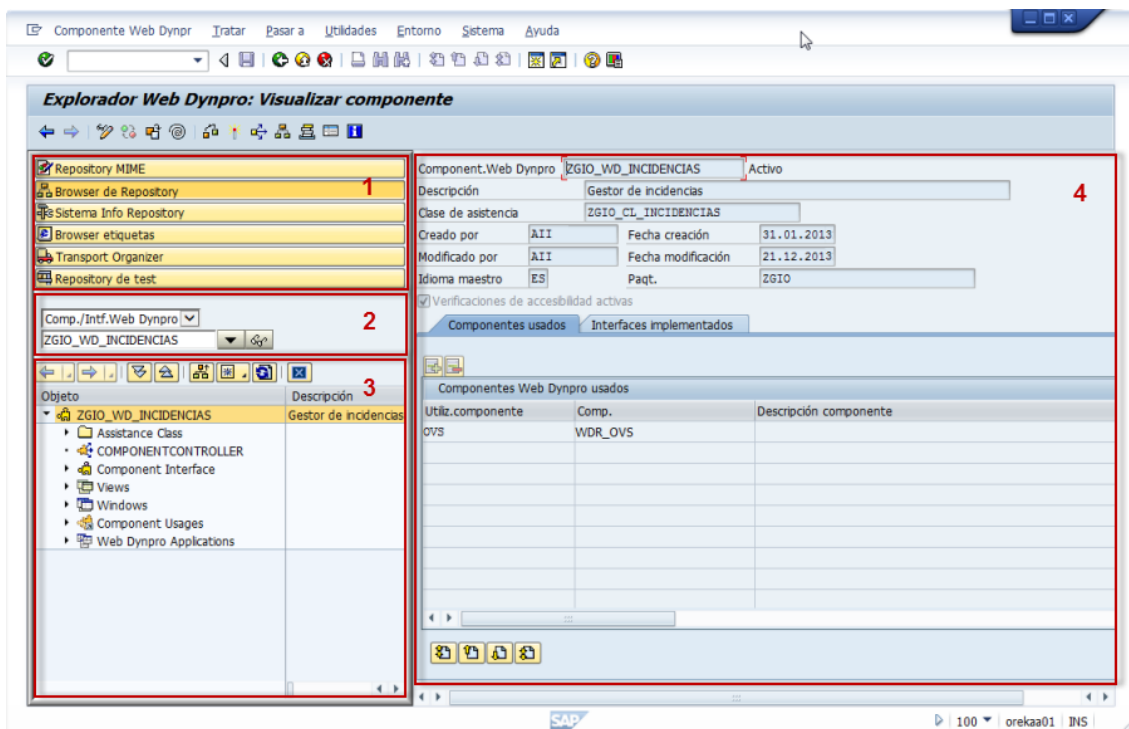 Componente Web Dynpr Tratar Pasar a Utilidades Entorno Sistema Ayuda
Explorador Web Dynpro: Visualizar componente
Repository MIME
Browser de Repository
1
Sistema Info Repository
Browser etiquetas
Transport Organizer
Repository de test
Comp./Intf.Web Dynpro
2
ZGIO_WD_INCIDENCIAS
3
Objeto Descripción
ZGIO_WD_INCIDENCIAS Gestor de incidencias
Assistance Class
COMPONENTCONTROLLER
Component Interface
Views
Windows
Component Usages
Web Dynpro Applications
Component.Web Dynpro ZGIO_WD_INCIDENCIAS Activo
4
Descripción Gestor de incidencias
Clase de asistencia ZGIO_CL_INCIDENCIAS
Creado por AII Fecha creación 31.01.2013
Modificado por AII Fecha modificación 21.12.2013
Idioma maestro ES Paqt. ZGIO
Verificaciones de accesibilidad activas
Componentes usados Interfaces implementados
Componentes Web Dynpro usados
Utiliz.componente Comp. Descripción componente
OVS WDR_OVS
SAP 100 orekaa01 INS